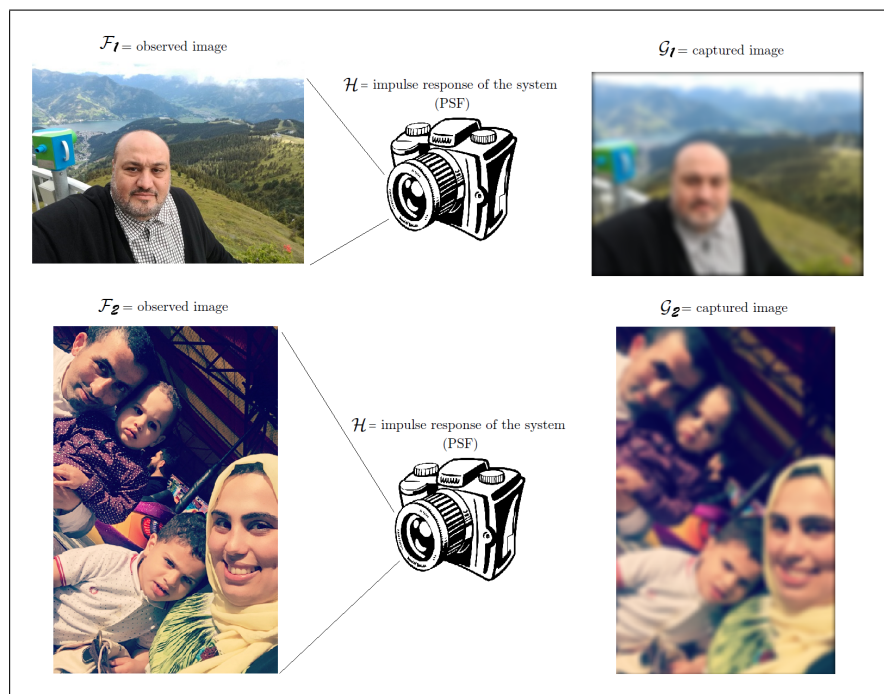 ℱ₁ = observed image
ℋ = impulse response of the system
(PSF)
𝒢₁ = captured image
ℱ₂ = observed image
ℋ = impulse response of the system
(PSF)
𝒢₂ = captured image